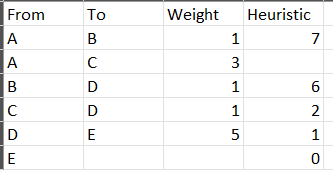 From To Weight Heuristic
A B 1 7
A C 3
B D 1 6
C D 1 2
D E 5 1
E 0